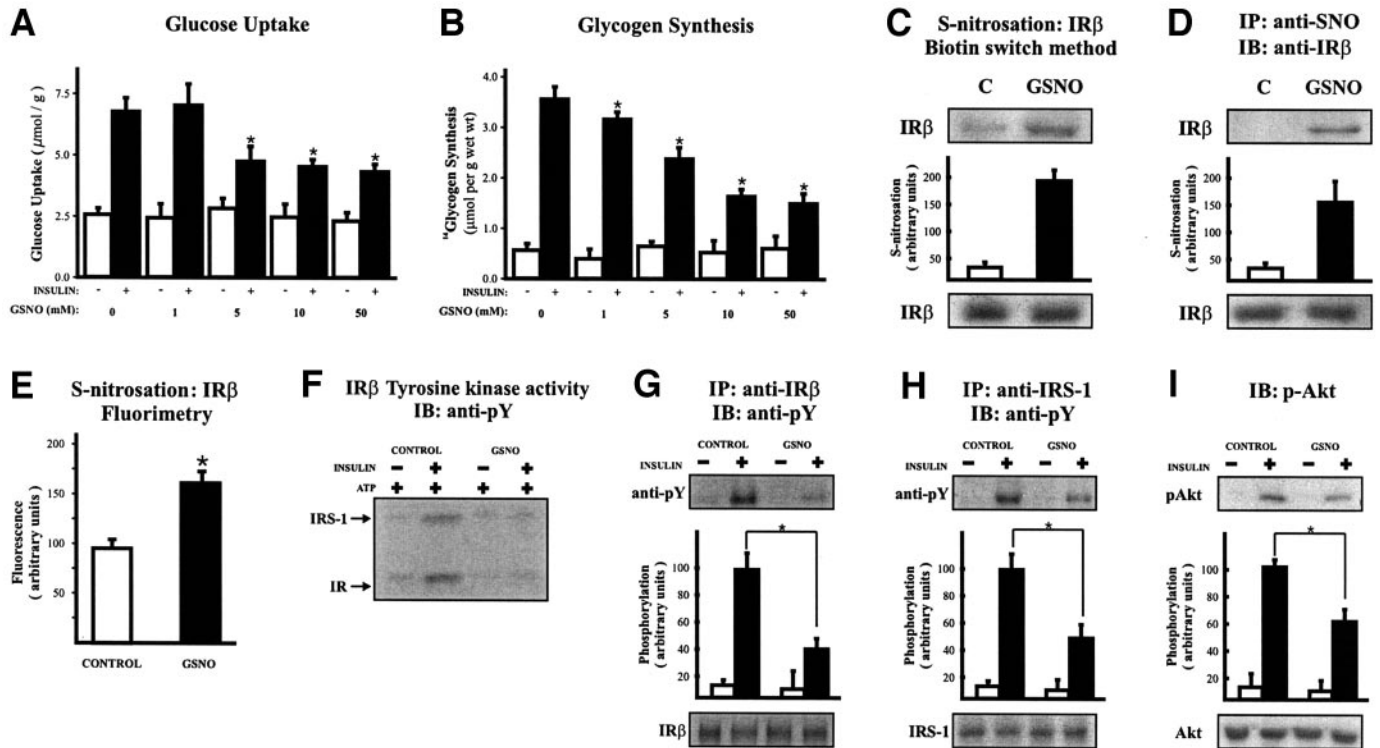 A
Glucose Uptake
Glucose Uptake ( μmol / g )
7.5
5.0
2.5
0.0
* * *
INSULIN: - + - + - + - + - +
GSNO (mM): 0 1 5 10 50
B
Glycogen Synthesis
¹⁴Glycogen Synthesis
(μmol per g wet wt)
4.0
3.0
2.0
1.0
0.0
* * * *
INSULIN: - + - + - + - + - +
GSNO (mM): 0 1 5 10 50
C
S-nitrosation: IRβ
Biotin switch method
C GSNO
IRβ
S-nitrosation
( arbitrary units )
200
150
100
50
IRβ
D
IP: anti-SNO
IB: anti-IRβ
C GSNO
IRβ
S-nitrosation
( arbitrary units )
200
150
100
50
IRβ
E
S-nitrosation: IRβ
Fluorimetry
Fluorescence
( arbitrary units )
200
150
100
50
*
CONTROL GSNO
F
IRβ Tyrosine kinase activity
IB: anti-pY
CONTROL GSNO
INSULIN − + − +
ATP + + + +
IRS-1
IR
G
IP: anti-IRβ
IB: anti-pY
CONTROL GSNO
INSULIN − + − +
anti-pY
*
Phosphorylation
( arbitrary units )
100
80
60
40
20
IRβ
H
IP: anti-IRS-1
IB: anti-pY
CONTROL GSNO
INSULIN − + − +
anti-pY
*
Phosphorylation
( arbitrary units )
100
80
60
40
20
IRS-1
I
IB: p-Akt
CONTROL GSNO
INSULIN − + − +
pAkt
*
Phosphorylation
( arbitrary units )
100
80
60
40
20
Akt